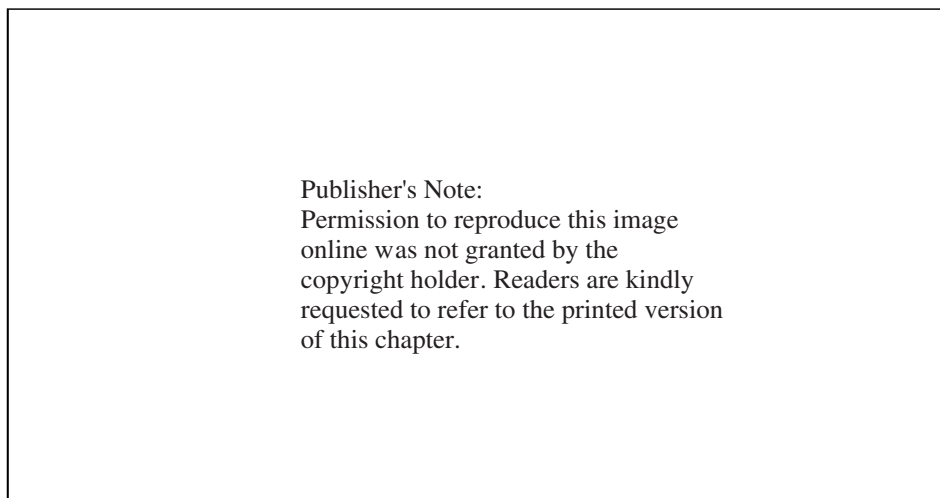 Publisher's Note:
Permission to reproduce this image
online was not granted by the
copyright holder. Readers are kindly
requested to refer to the printed version
of this chapter.